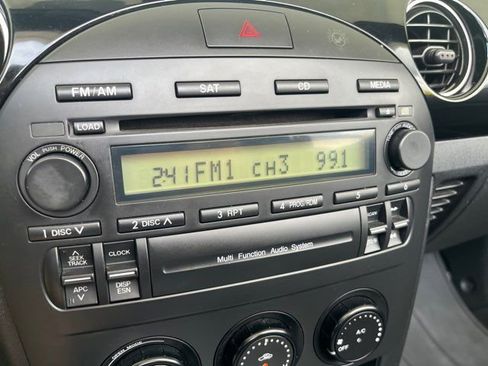 FM/AM SAT CD MEDIA
LOAD
VOL PUSH POWER
2:41 FM1 CH3 99.1
1 DISC ∨ 2 DISC ∧ 3 RPT 4 PROG/RDM 5 6
∧ SEEK TRACK CLOCK
Multi Function Audio System
SCAN
APC ∨ DISP ESN
A/C